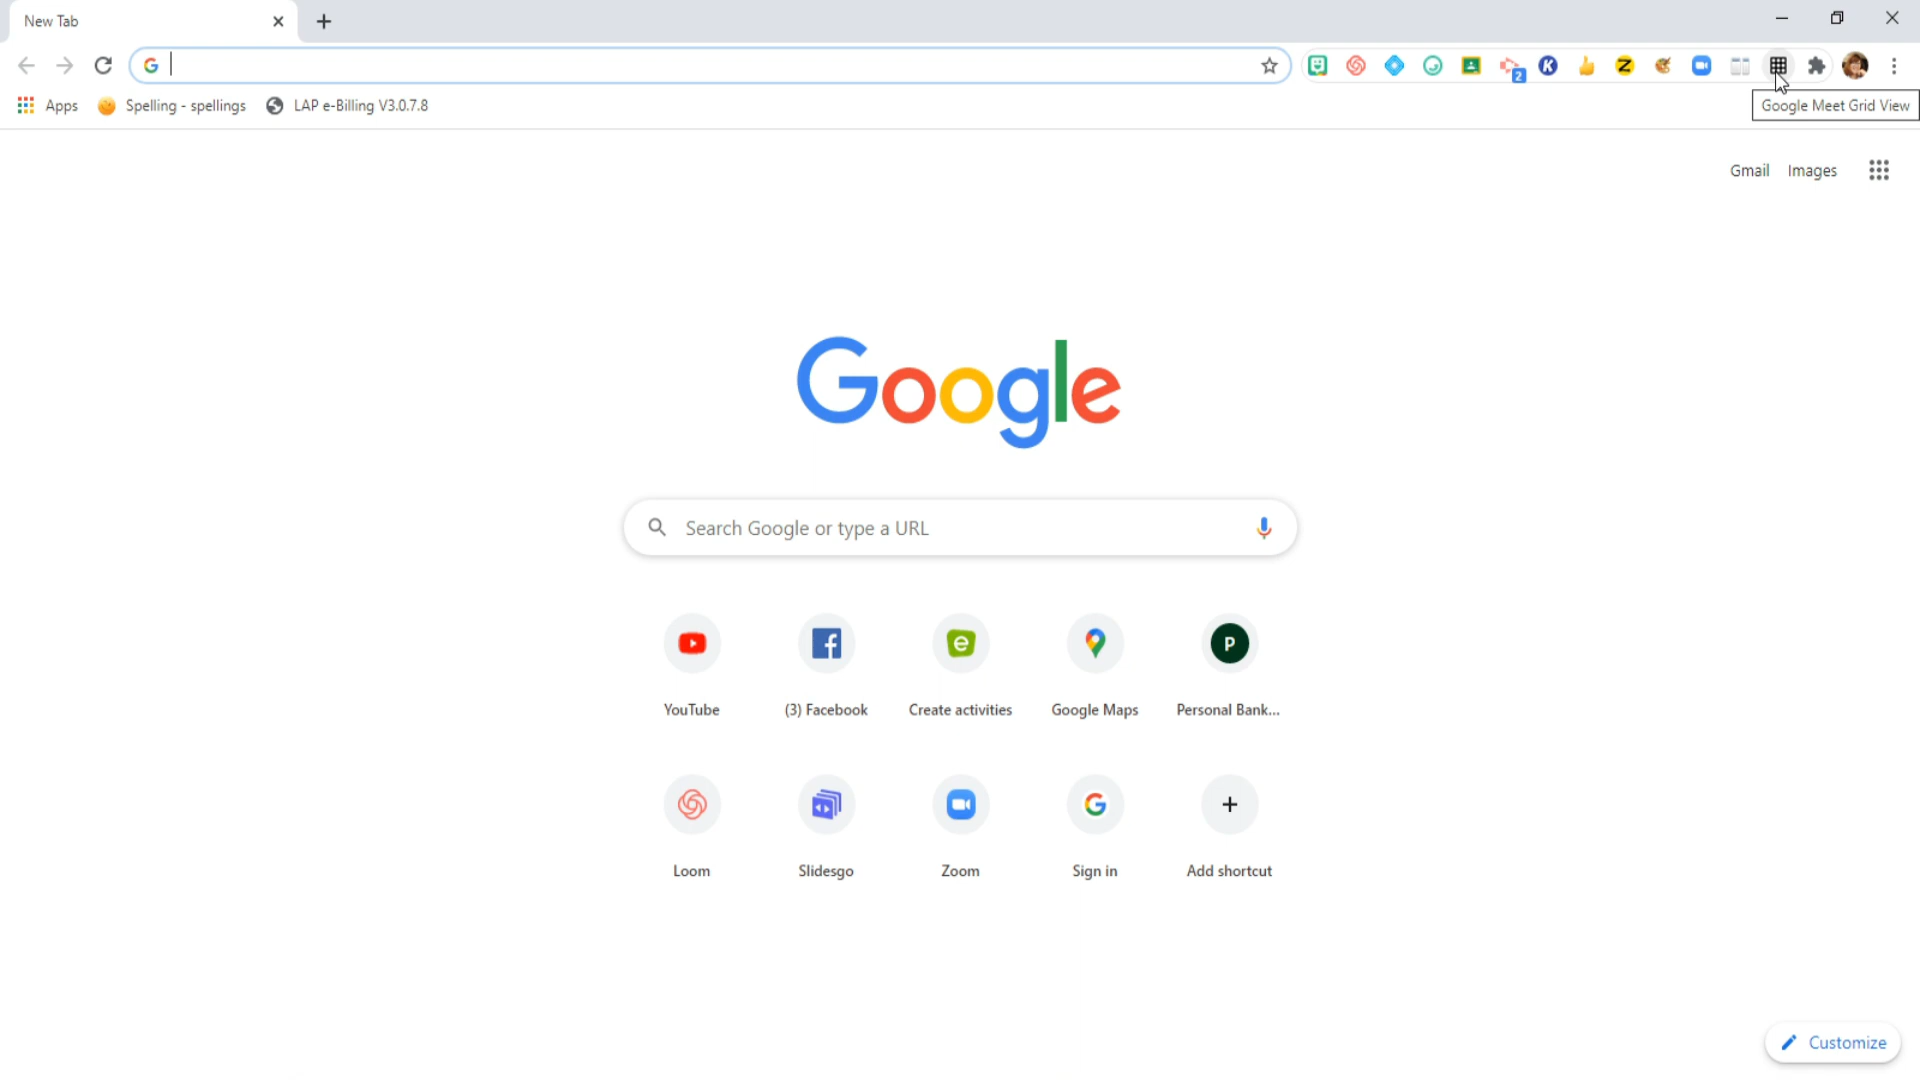 New Tab
2
Z
K
Google Meet Grid View
Apps
Spelling - spellings
LAP e-Billing V3.0.7.8
Gmail
Images
Google
Search Google or type a URL
P
YouTube
(3) Facebook
Create activities
Google Maps
Personal Bank...
Loom
Slidesgo
Zoom
Sign in
Add shortcut
Customize